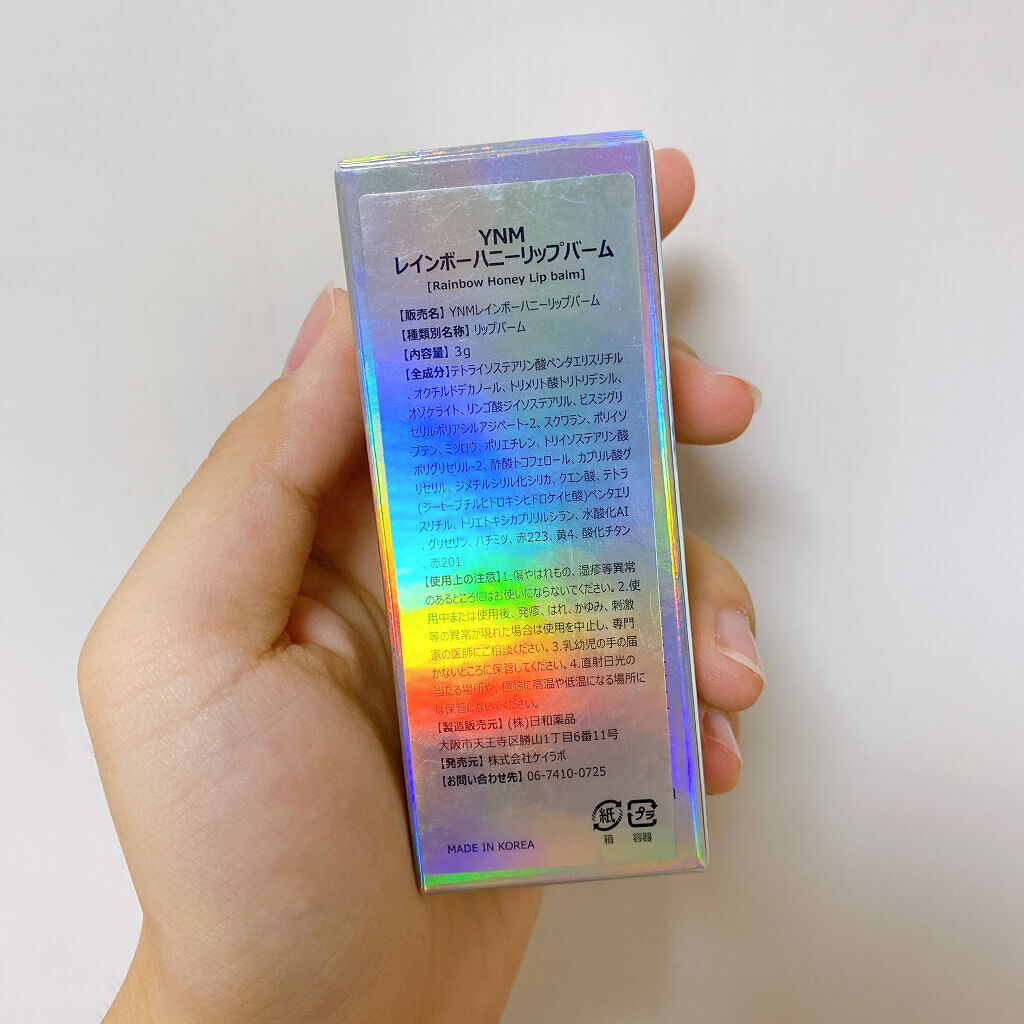 YNM
レインボーハニーリップバーム
[Rainbow Honey Lip balm]
【販売名】YNMレインボーハニーリップバーム
【種類別名称】リップバーム
【内容量】3g
【全成分】テトライソステアリン酸ペンタエリスリチル
、オクチルドデカノール、トリメリト酸トリトリデシル、
オゾケライト、リンゴ酸ジイソステアリル、ビスジグリ
セリルポリアシルアジペート-2、スクワラン、ポリイソ
ブテン、ミツロウ、ポリエチレン、トリイソステアリン酸
ポリグリセリル-2、酢酸トコフェロール、カプリル酸グ
リセリル、ジメチルシリル化シリカ、クエン酸、テトラ
(ジ-t-ブチルヒドロキシヒドロケイヒ酸)ペンタエリ
スリチル、トリエトキシカプリリルシラン、水酸化AI
、グリセリン、ハチミツ、赤223、黄4、酸化チタン
、赤201
【使用上の注意】1.傷やはれもの、湿疹等異常
のあるところにはお使いにならないでください。2.使
用中または使用後、発疹、はれ、かゆみ、刺激
等の異常が現れた場合は使用を中止し、専門
家の医師にご相談ください。3.乳幼児の手の届
かないところに保管してください。4.直射日光の
当たる場所や、極端に高温や低温になる場所に
は保管しないでください。
【製造販売元】(株)日和薬品
大阪市天王寺区勝山1丁目6番11号
【発売元】株式会社ケイラボ
【お問い合わせ先】06-7410-0725
紙 プラ
箱 容器
MADE IN KOREA